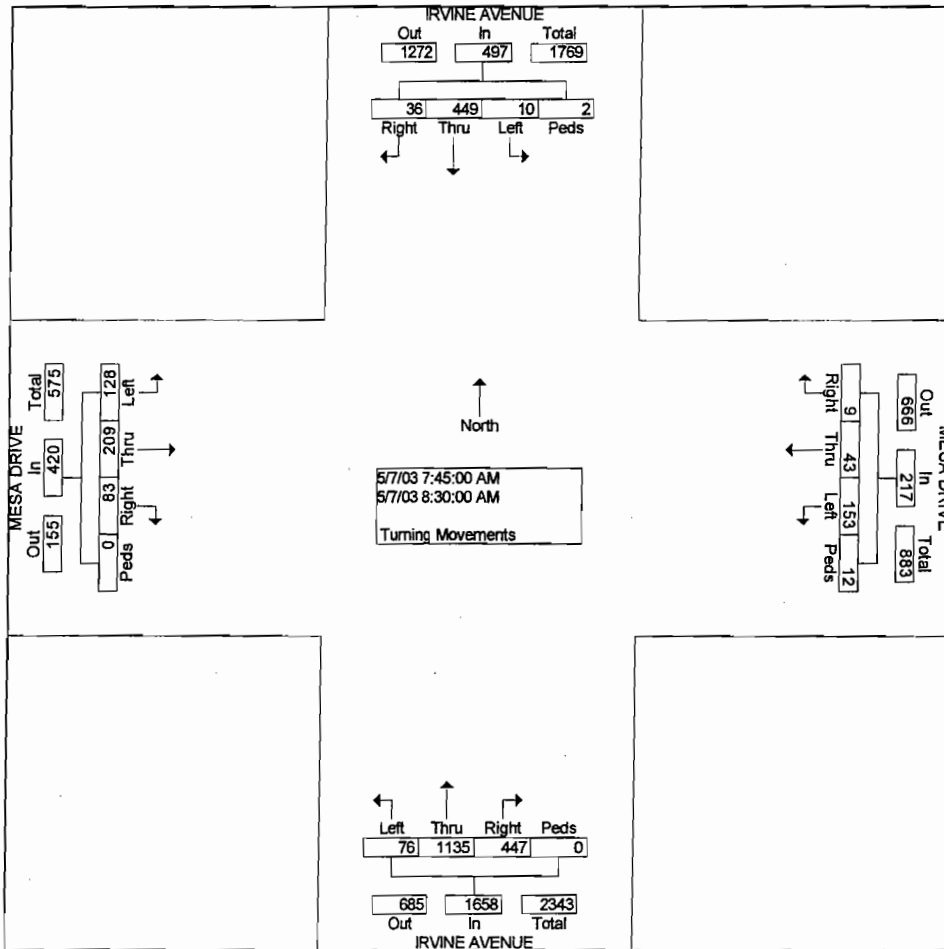 IRVINE AVENUE
Out In Total
1272 497 1769
36 449 10 2
Right Thru Left Peds
MESA DRIVE
Total In Out
575 420 155
128 209 83 0
Left Thru Right Peds
North
5/7/03 7:45:00 AM
5/7/03 8:30:00 AM
Turning Movements
Right Thru Left Peds
9 43 153 12
Out In Total
666 217 883
MESA DRIVE
Left Thru Right Peds
76 1135 447 0
685 1658 2343
Out In Total
IRVINE AVENUE